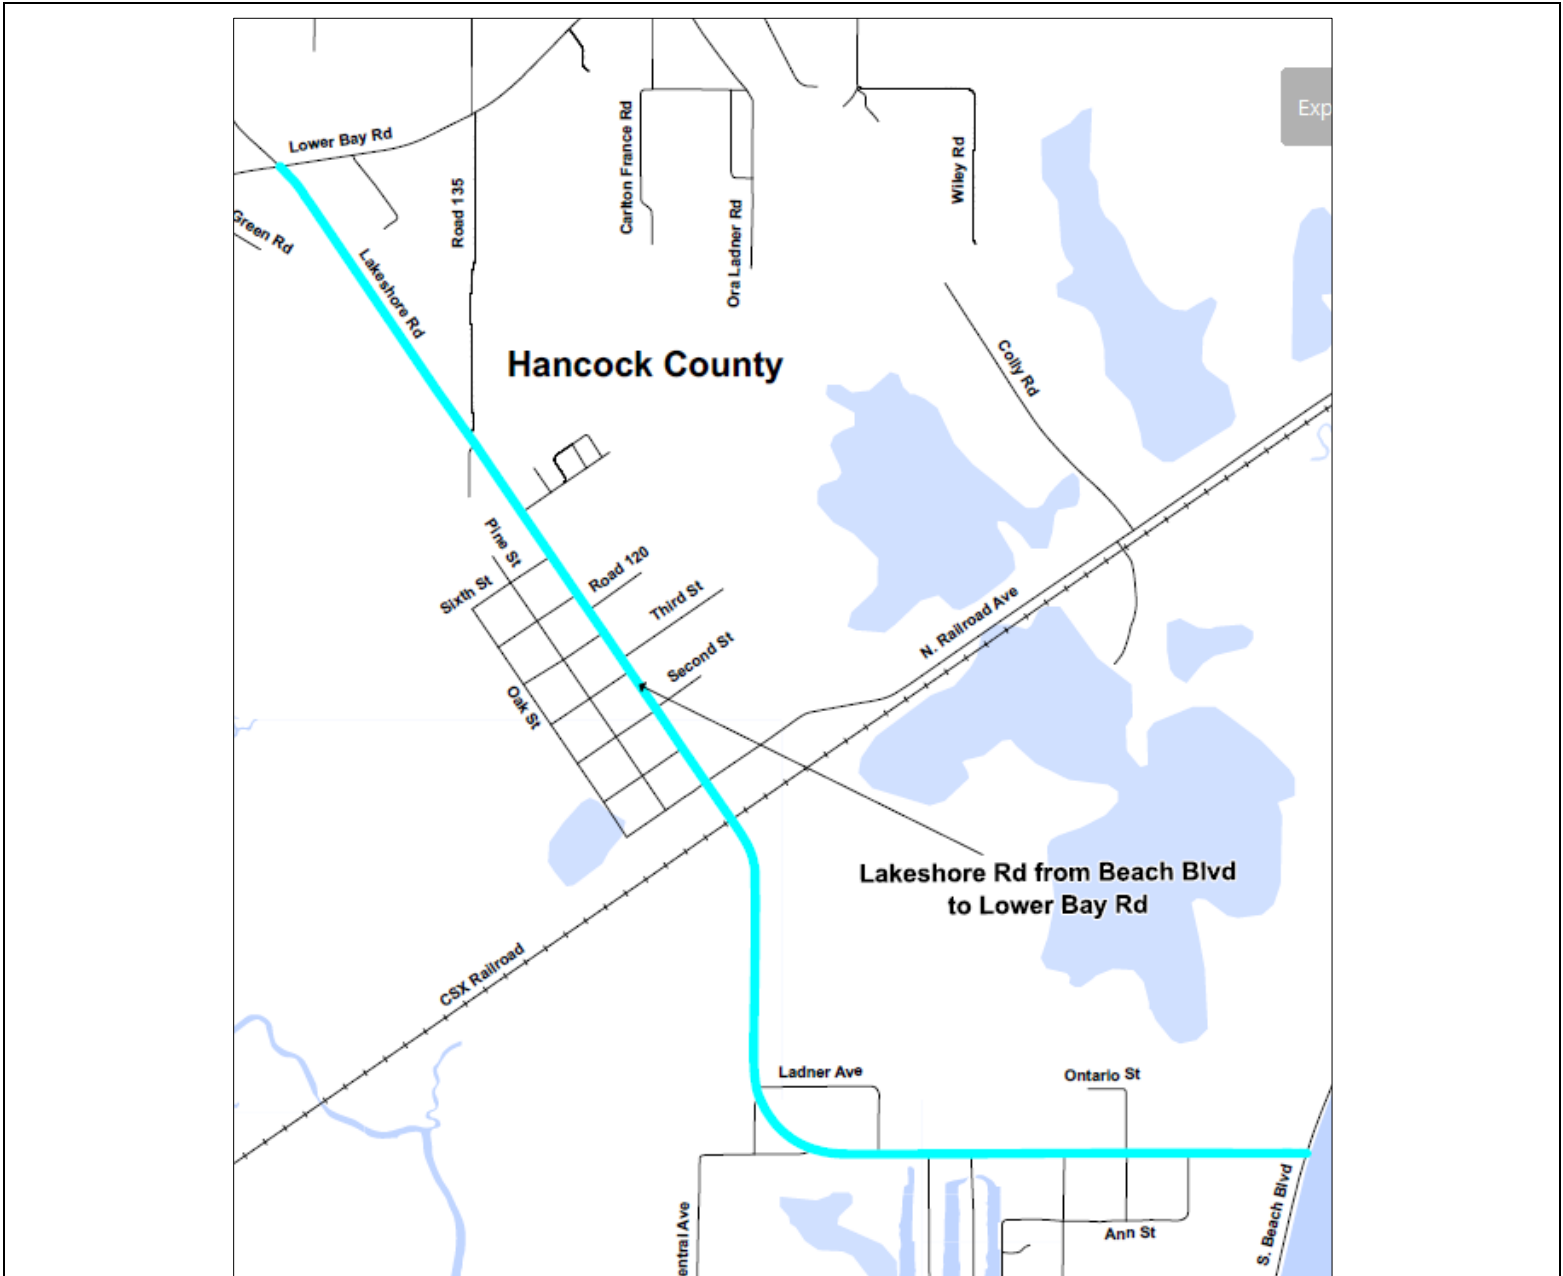 Exp
Lower Bay Rd
Carlton France Rd
Wiley Rd
Road 135
Ora Ladner Rd
Green Rd
Lakeshore Rd
Hancock County
Colly Rd
Pine St
Road 120
Sixth St
Third St
N. Railroad Ave
Second St
Oak St
Lakeshore Rd from Beach Blvd
to Lower Bay Rd
CSX Railroad
Ladner Ave
Ontario St
S. Beach Blvd
entral Ave
Ann St